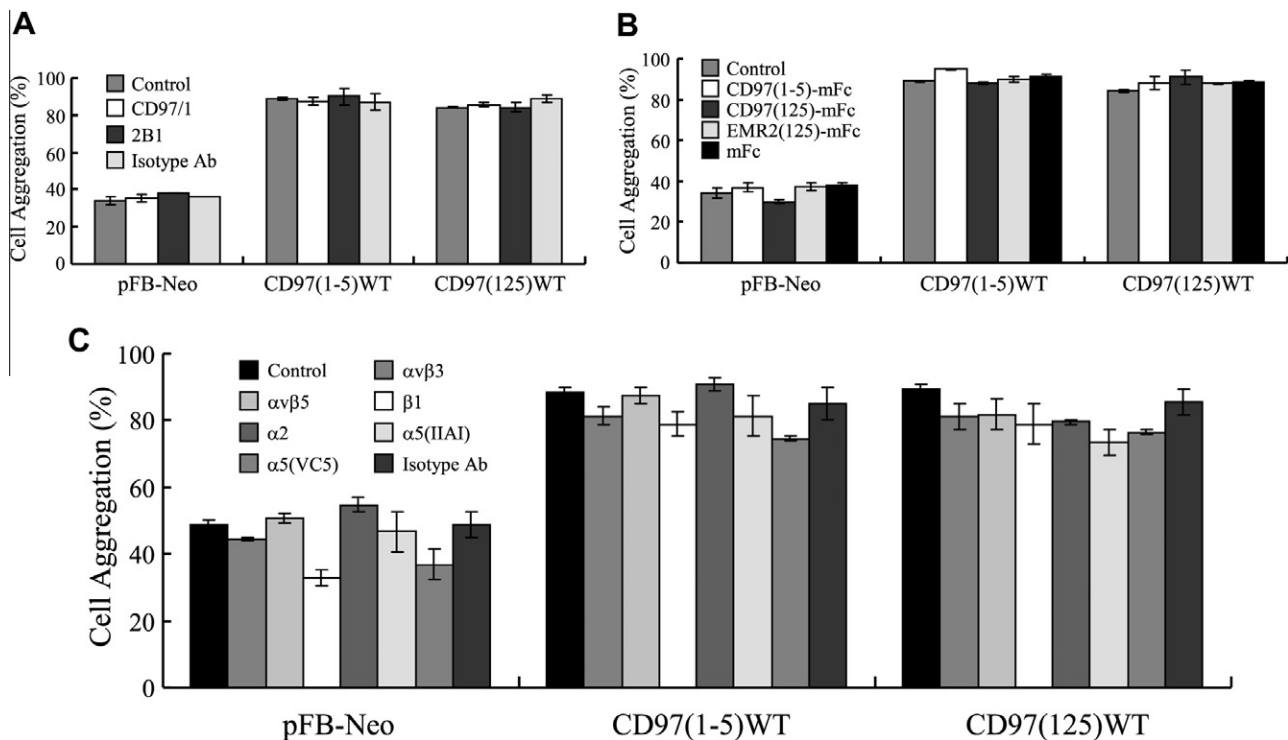 A
Cell Aggregation (%)
100
80
60
40
20
0
Control
CD97/1
2B1
Isotype Ab
pFB-Neo
CD97(1-5)WT
CD97(125)WT
B
Cell Aggregation (%)
100
80
60
40
20
0
Control
CD97(1-5)-mFc
CD97(125)-mFc
EMR2(125)-mFc
mFc
pFB-Neo
CD97(1-5)WT
CD97(125)WT
C
Cell Aggregation (%)
100
80
60
40
20
0
Control
αvβ3
αvβ5
β1
α2
α5(IIAI)
α5(VC5)
Isotype Ab
pFB-Neo
CD97(1-5)WT
CD97(125)WT